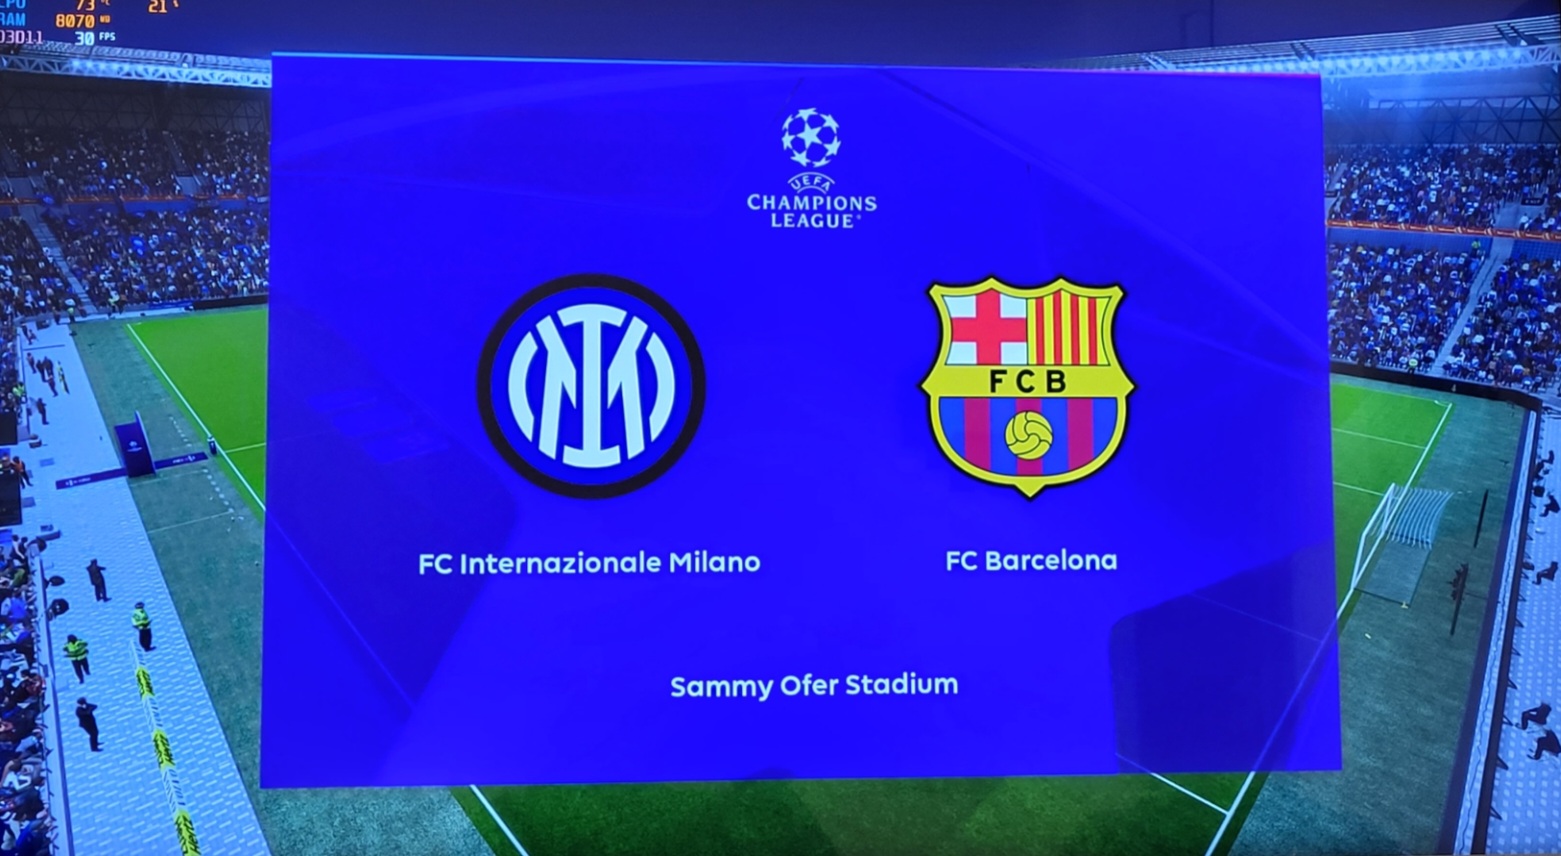 CPU 73 °C 21 %
RAM 8070 MB
D3D11 30 FPS
UEFA
CHAMPIONS
LEAGUE
FCB
FC Internazionale Milano
FC Barcelona
Sammy Ofer Stadium